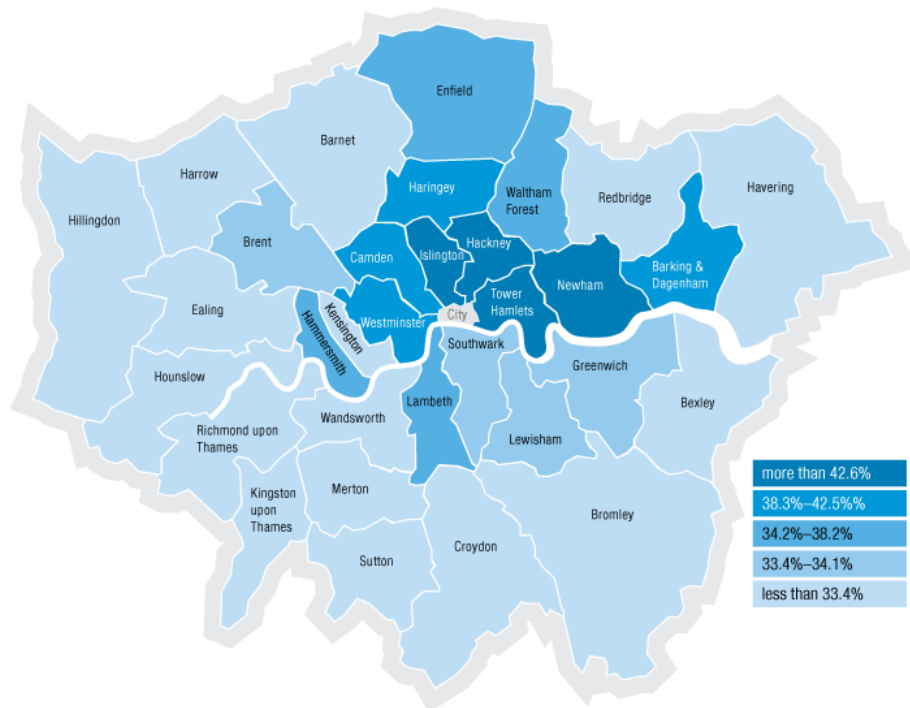 Enfield
Barnet
Harrow
Haringey
Waltham
Forest
Redbridge
Havering
Hillingdon
Brent
Hackney
Islington
Camden
Barking &
Dagenham
Newham
Tower
Hamlets
Ealing
Kensington
Hammersmith
Westminster
City
Southwark
Greenwich
Hounslow
Lambeth
Bexley
Wandsworth
Richmond upon
Thames
Lewisham
Kingston
upon
Thames
Merton
Bromley
Croydon
Sutton
more than 42.6%
38.3%–42.5%%
34.2%–38.2%
33.4%–34.1%
less than 33.4%